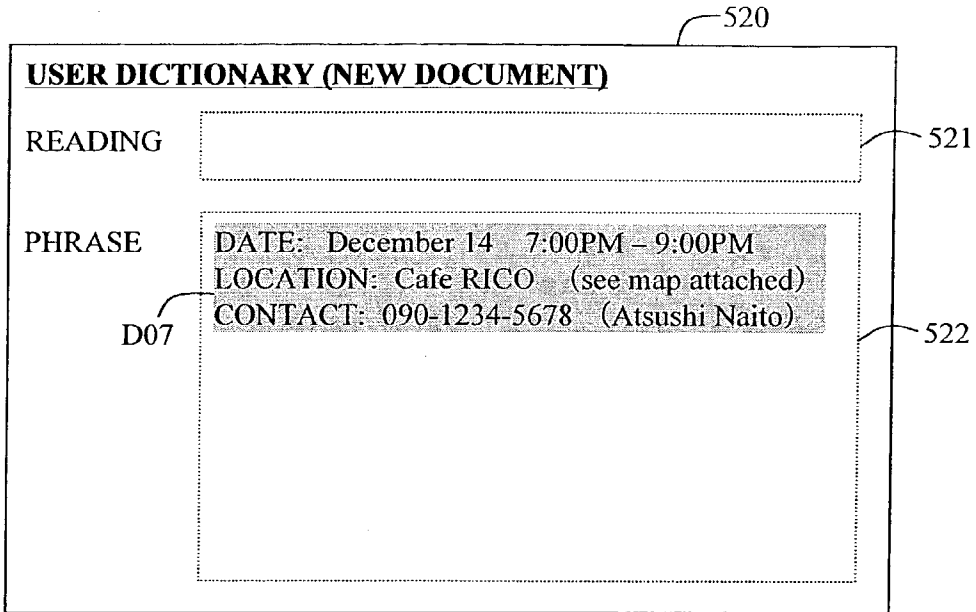 520
USER DICTIONARY (NEW DOCUMENT)
READING
521
PHRASE
DATE: December 14 7:00PM – 9:00PM
LOCATION: Cafe RICO (see map attached)
CONTACT: 090-1234-5678 (Atsushi Naito)
D07
522